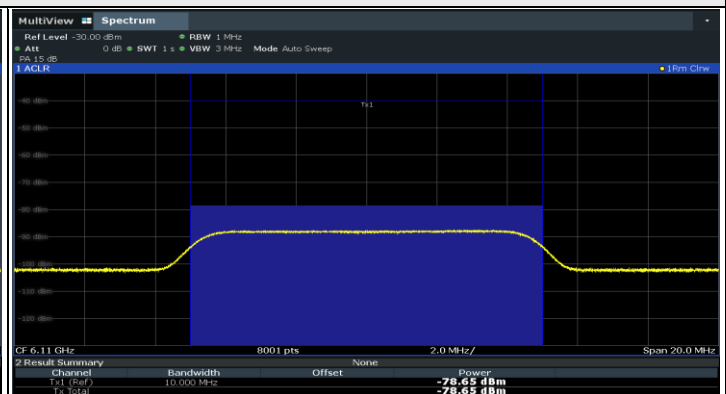 MultiView Spectrum
Ref Level -30.00 dBm RBW 1 MHz
Att 0 dB SWT 1 s VBW 3 MHz Mode Auto Sweep
PA 15 dB
1 ACLR 1Rm Clrw
-40 dBm
Tx1
-50 dBm
-60 dBm
-70 dBm
-80 dBm
-90 dBm
-100 dBm
-110 dBm
-120 dBm
CF 6.11 GHz 8001 pts 2.0 MHz/ Span 20.0 MHz
2 Result Summary None
Channel Bandwidth Offset Power
Tx1 (Ref) 10.000 MHz -78.65 dBm
Tx Total -78.65 dBm